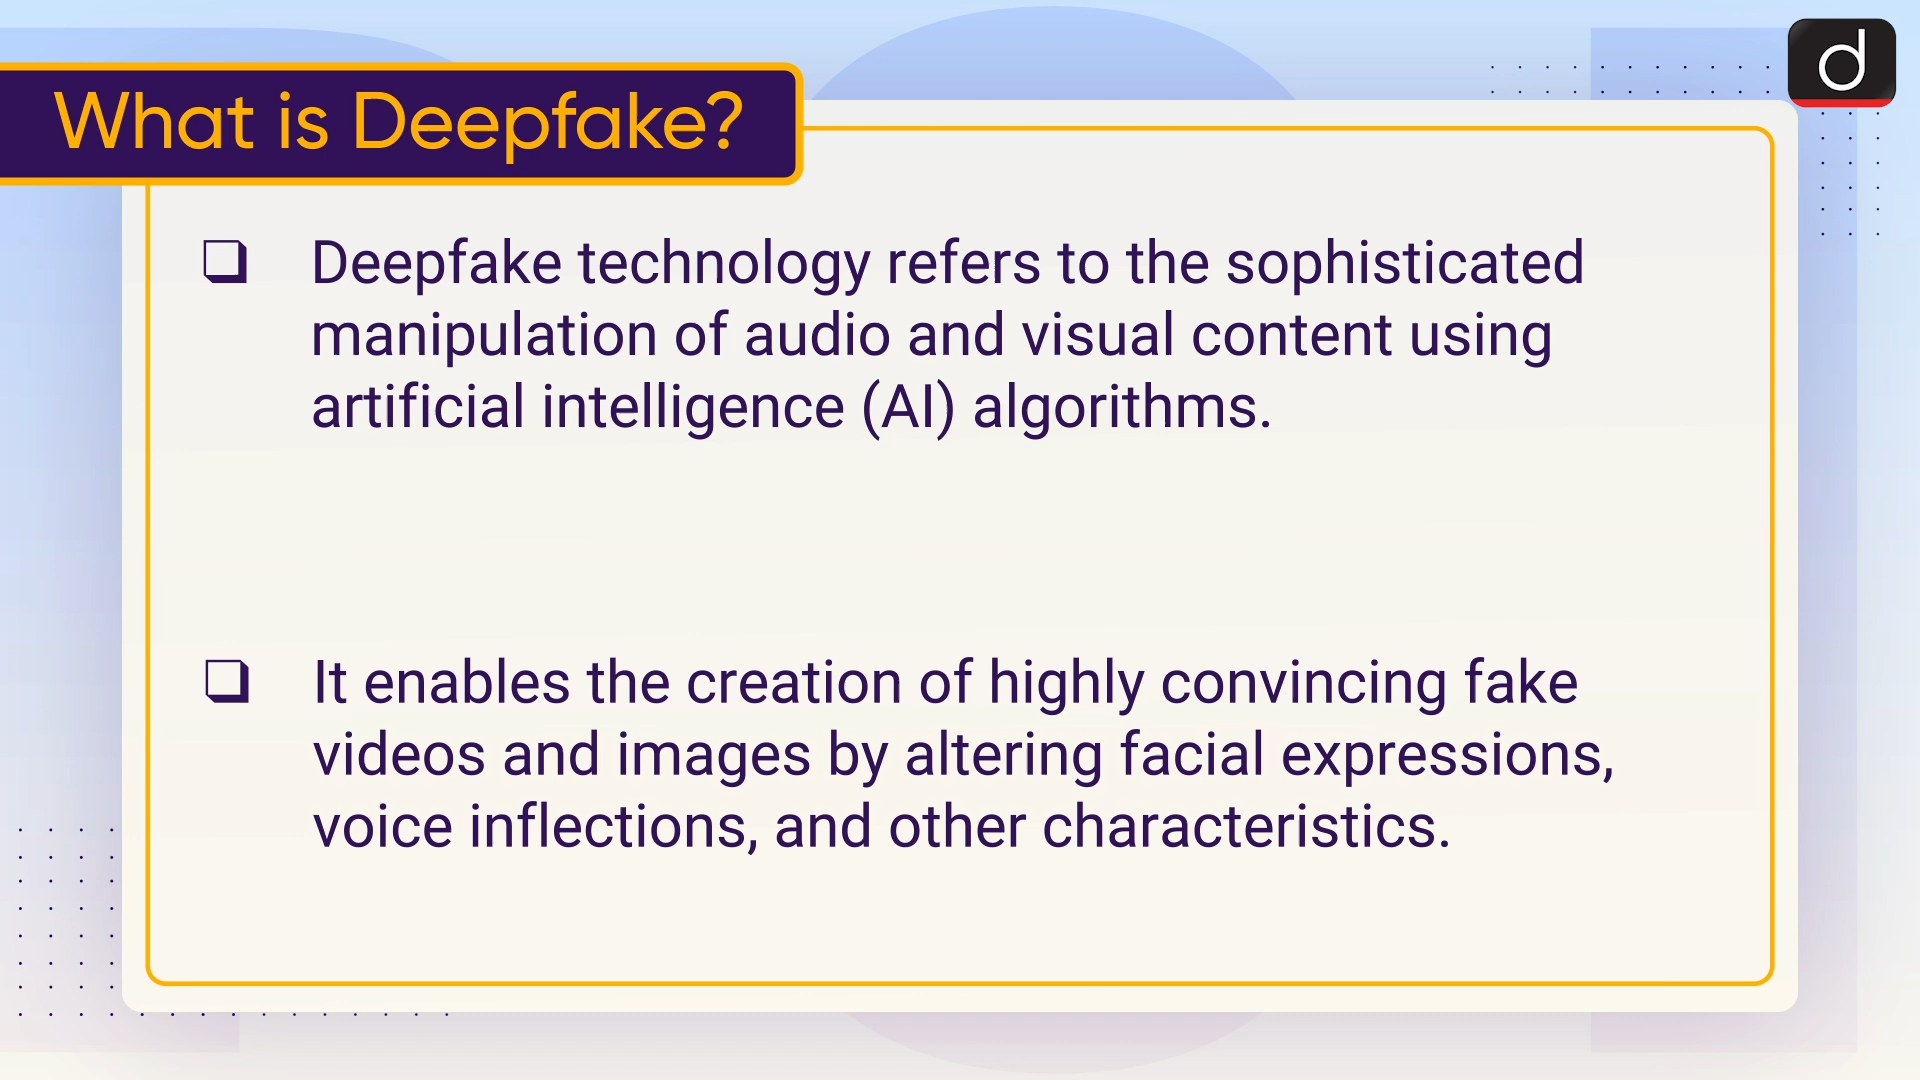 d
What is Deepfake?
❑ Deepfake technology refers to the sophisticated
manipulation of audio and visual content using
artificial intelligence (AI) algorithms.
❑ It enables the creation of highly convincing fake
videos and images by altering facial expressions,
voice inflections, and other characteristics.